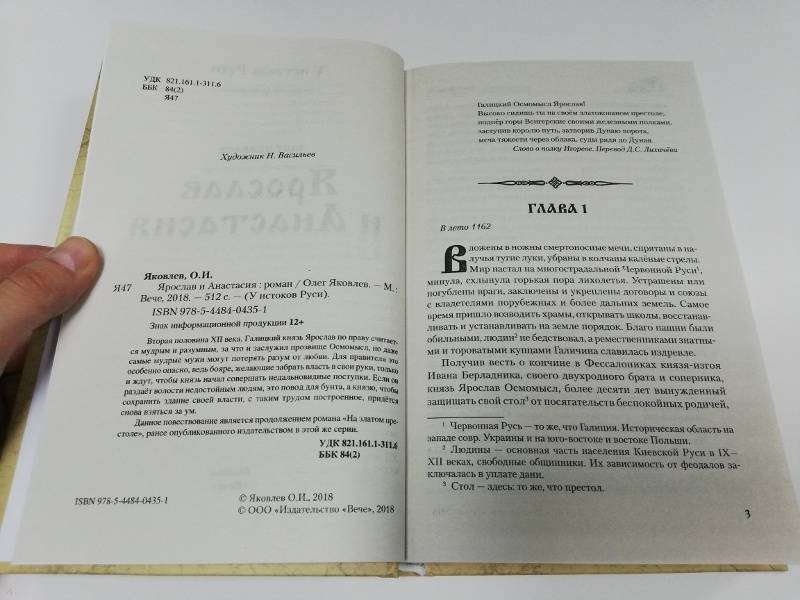 УДК 821.161.1-311.6
ББК 84(2)
Я47
Художник Н. Васильев
Яковлев, О.И.
Я47 Ярослав и Анастасия : роман / Олег Яковлев. — М. :
Вече, 2018. — 512 с. — (У истоков Руси).
ISBN 978-5-4484-0435-1
Знак информационной продукции 12+
Вторая половина XII века. Галицкий князь Ярослав по праву считает-
ся мудрым и разумным, за что и заслужил прозвище Осмомысл, но даже
самые мудрые мужи могут потерять разум от любви. Для правителя это
особенно опасно, ведь бояре, желающие забрать власть в свои руки, только
и ждут, чтобы князь начал совершать недальновидные поступки. Если он
раздаёт волости недостойным людям, это повод для бунта, а князю, чтобы
сохранить здание своей власти, с таким трудом построенное, придётся
снова взяться за ум.
Данное повествование является продолжением романа «На златом пре-
столе», ранее опубликованного издательством в этой же серии.
УДК 821.161.1-311.6
ББК 84(2)
ISBN 978-5-4484-0435-1
© Яковлев О.И., 2018
© ООО «Издательство «Вече», 2018
Галицкий Осмомысл Ярослав!
Высоко сидишь ты на своём златокованом престоле,
подпёр горы Венгерские своими железными полками,
заступив королю путь, затворив Дунаю ворота,
меча тяжести через облака, суды рядя до Дуная.
Слово о полку Игореве. Перевод Д.С. Лихачёва
ГЛАВА 1
В лето 1162
Вложены в ножны смертоносные мечи, спрятаны в на-
лучья тугие луки, убраны в колчаны калёные стрелы.
Мир настал на многострадальной Червонной Руси¹,
минула, схлынула горькая пора лихолетья. Устрашены или
погублены враги, заключены и укреплены договоры и союзы
с владетелями порубежных и более дальних земель. Самое
время пришло возводить храмы, открывать школы, восстанав-
ливать и устанавливать на земле порядок. Благо пашни были
обильными, людин² не бедствовал, а ремественниками знатны-
ми и тороватыми купцами Галичина славилась издревле.
Получив весть о кончине в Фессалониках князя-изгоя
Ивана Берладника, своего двухродного брата и соперника,
князь Ярослав Осмомысл, более десяти лет вынужденный
защищать свой стол³ от посягательств беспокойных родичей,
¹ Червонная Русь — то же, что Галиция. Историческая область на
западе совр. Украины и на юго-востоке и востоке Польши.
² Людины — основная часть населения Киевской Руси в IX—
XII веках, свободные общинники. Их зависимость от феодалов за-
ключалась в уплате дани.
³ Стол — здесь: то же, что престол.
3